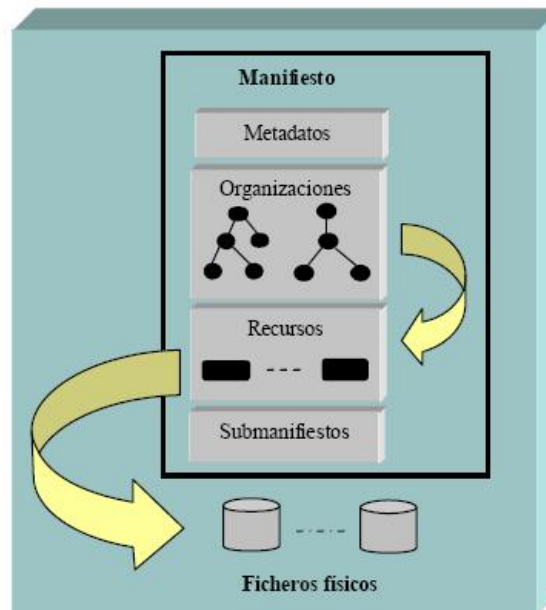 Manifiesto
Metadatos
Organizaciones
Recursos
Submanifiestos
Ficheros físicos